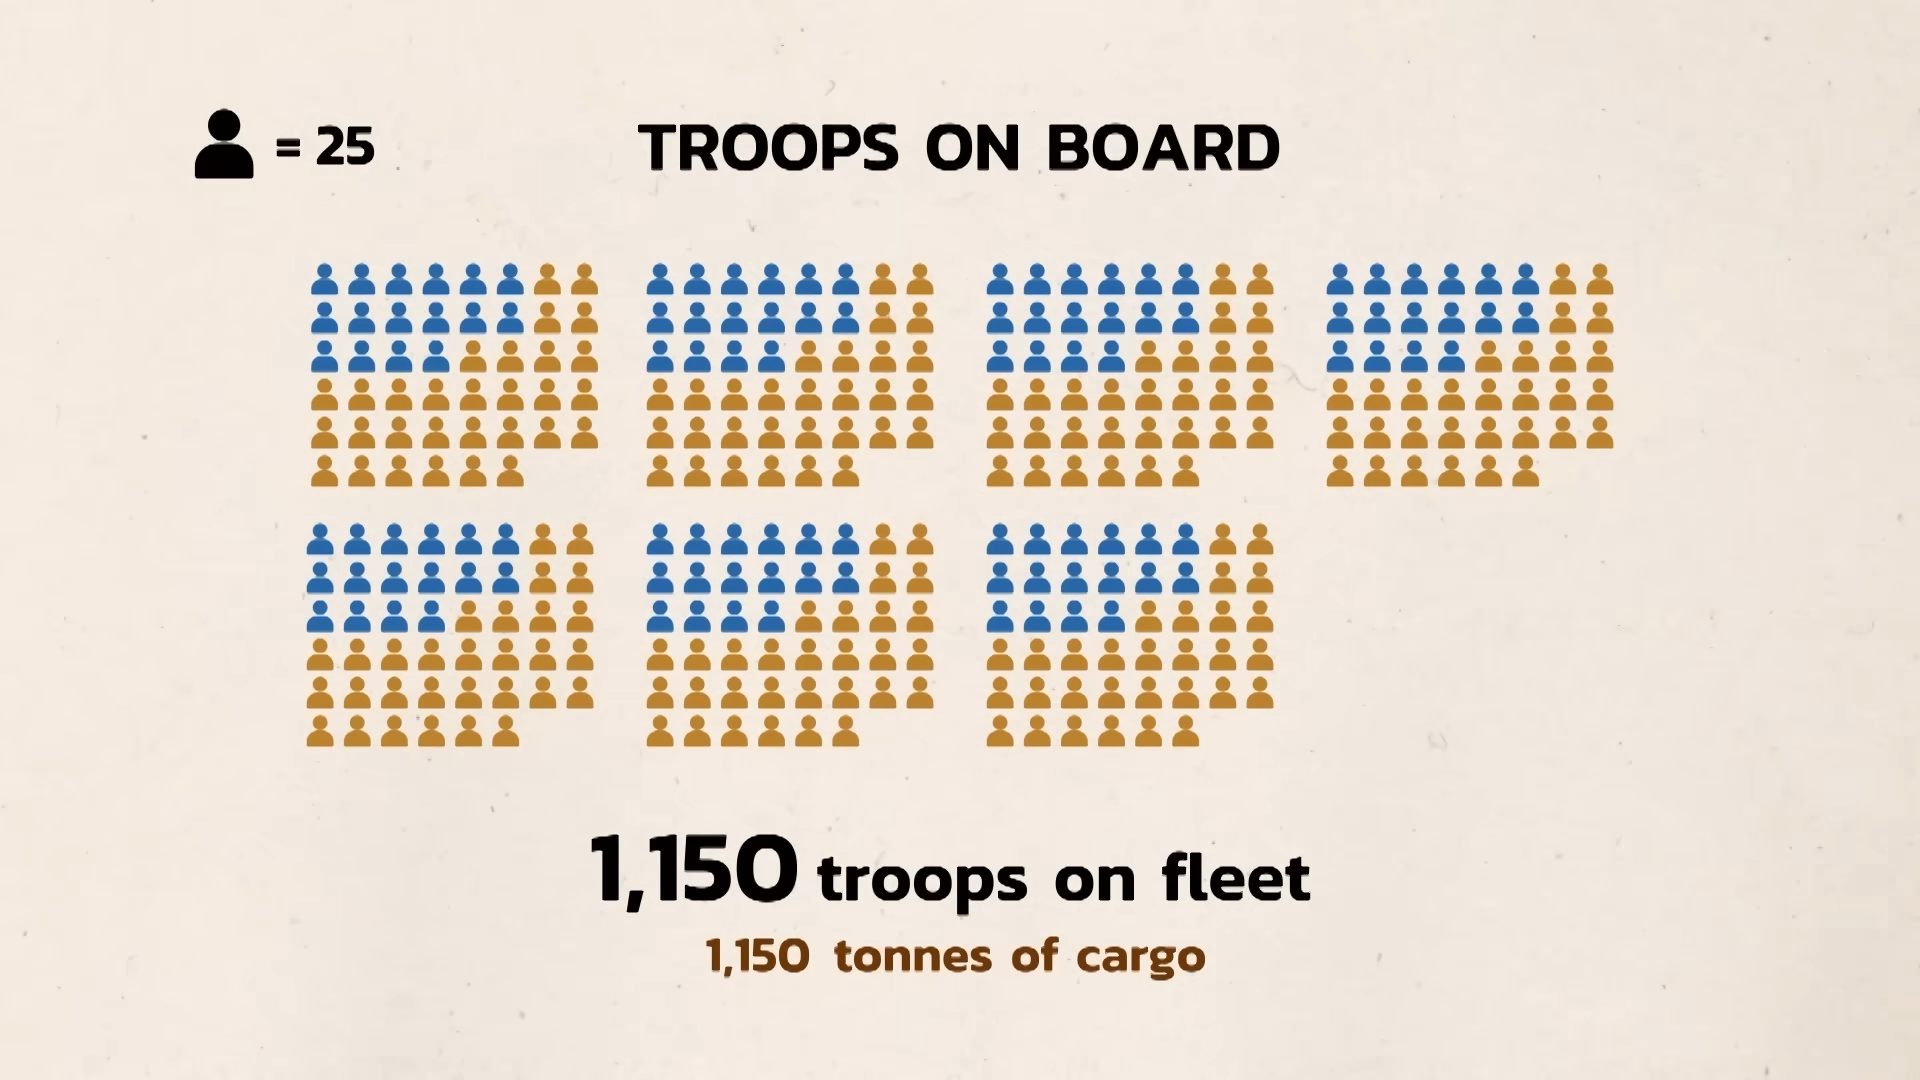 = 25
TROOPS ON BOARD
1,150 troops on fleet
1,150 tonnes of cargo